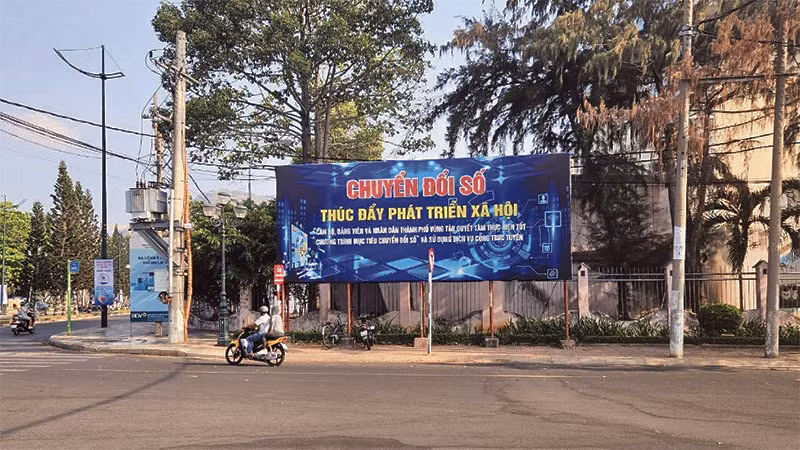 CHUYỂN ĐỔI SỐ
THÚC ĐẨY PHÁT TRIỂN XÃ HỘI
"CÁN BỘ, ĐẢNG VIÊN VÀ NHÂN DÂN THÀNH PHỐ VŨNG TÀU QUYẾT TÂM THỰC HIỆN TỐT
CHƯƠNG TRÌNH MỤC TIÊU CHUYỂN ĐỔI SỐ" VÀ SỬ DỤNG DỊCH VỤ CÔNG TRỰC TUYẾN
BIDV